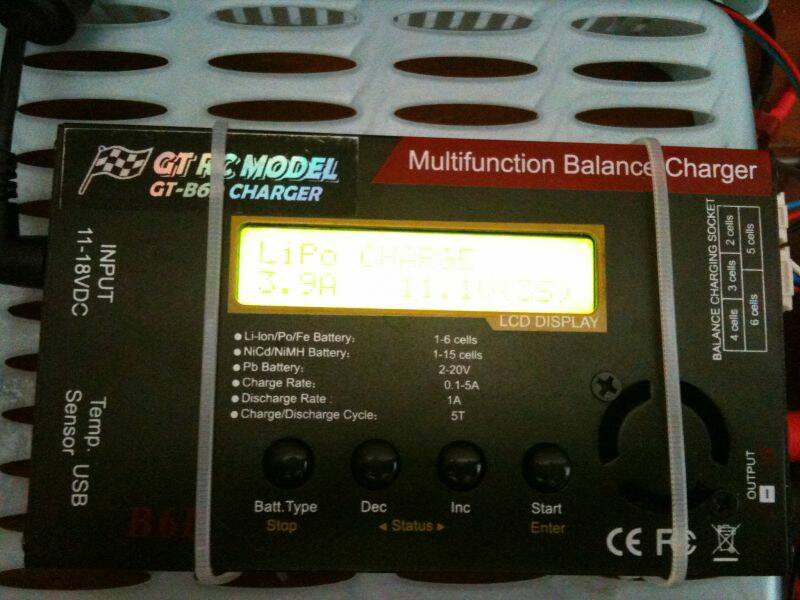 GT RC MODEL
GT-B6 CHARGER
Multifunction Balance Charger
INPUT
11-18VDC
LiPo CHARGE
3.9A 11.1V(3S)
LCD DISPLAY
BALANCE CHARGING SOCKET
2 cells
3 cells
4 cells
5 cells
6 cells
● Li-Ion/Po/Fe Battery: 1-6 cells
● NiCd/NiMH Battery: 1-15 cells
● Pb Battery: 2-20V
● Charge Rate: 0.1-5A
● Discharge Rate : 1A
● Charge/Discharge Cycle: 5T
Temp.
Sensor
USB
Batt.Type Dec Inc Start
Stop ◄ Status ► Enter
OUTPUT
CE FC